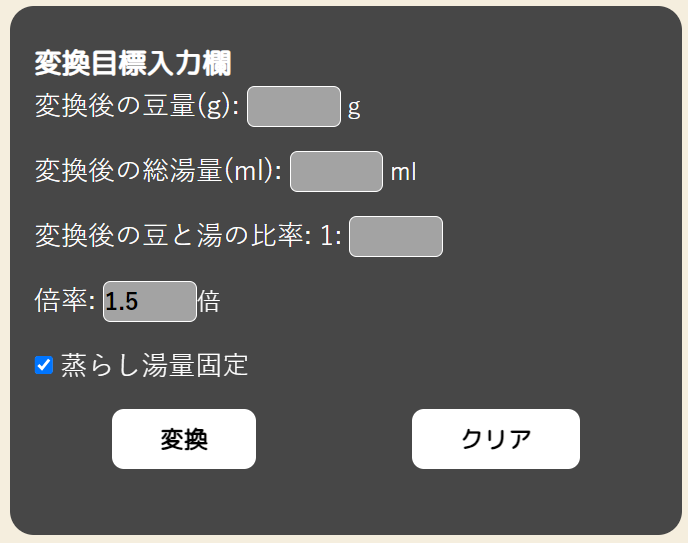 変換目標入力欄
変換後の豆量(g): g
変換後の総湯量(ml): ml
変換後の豆と湯の比率: 1:
倍率: 1.5 倍
蒸らし湯量固定
変換 クリア